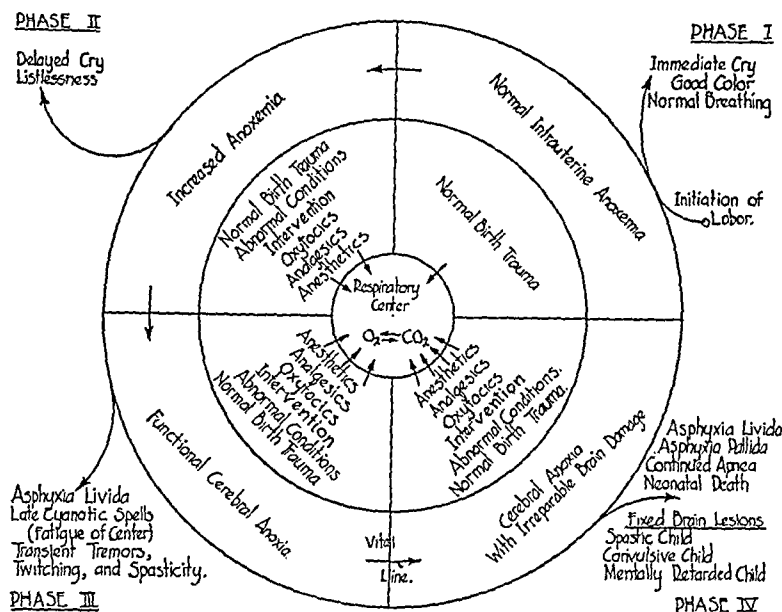 PHASE II
Delayed Cry
Listlessness
PHASE I
Immediate Cry
Good Color
Normal Breathing
Initiation of
Labor.
Increased Anoxemia
Normal Intrauterine Anoxemia
Normal Birth Trauma
Abnormal Conditions
Intervention
Oxytocics
Analgesics
Anesthetics
Normal Birth Trauma
Respiratory
Center
O₂ ⇌ CO₂
Anesthetics
Analgesics
Oxytocics
Intervention
Abnormal Conditions
Normal Birth Trauma
Anesthetics
Analgesics
Oxytocics
Intervention
Abnormal Conditions.
Normal Birth Trauma.
Functional Cerebral Anoxia.
Cerebral Anoxia
With Irreparable Brain Damage
Vital
Line.
Asphyxia Livida
Late Cyanotic Spells
(Fatigue of Center)
Transient Tremors,
Twitching, and Spasticity.
PHASE III
Asphyxia Livida
Asphyxia Pallida
Continued Apnea
Neonatal Death
Fixed Brain Lesions
Spastic Child
Convulsive Child
Mentally Retarded Child
PHASE IV